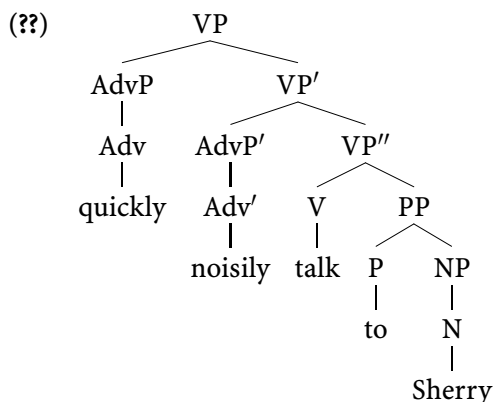 (??) VP
AdvP VP′
Adv AdvP′ VP″
quickly Adv′ V PP
noisily talk P NP
to N
Sherry